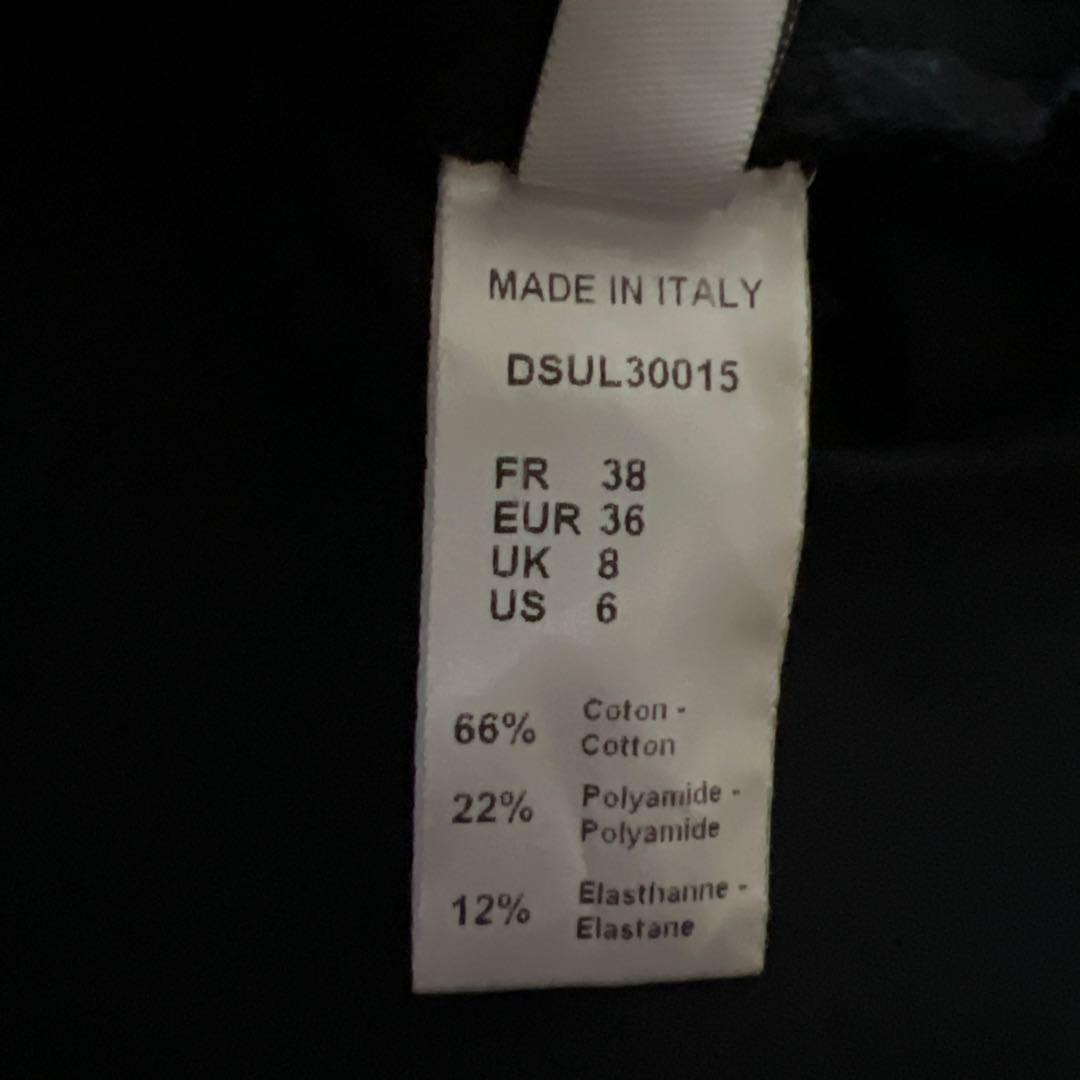 MADE IN ITALY
DSUL30015
FR 38
EUR 36
UK 8
US 6
66% Coton -
Cotton
22% Polyamide -
Polyamide
12% Elasthanne -
Elastane